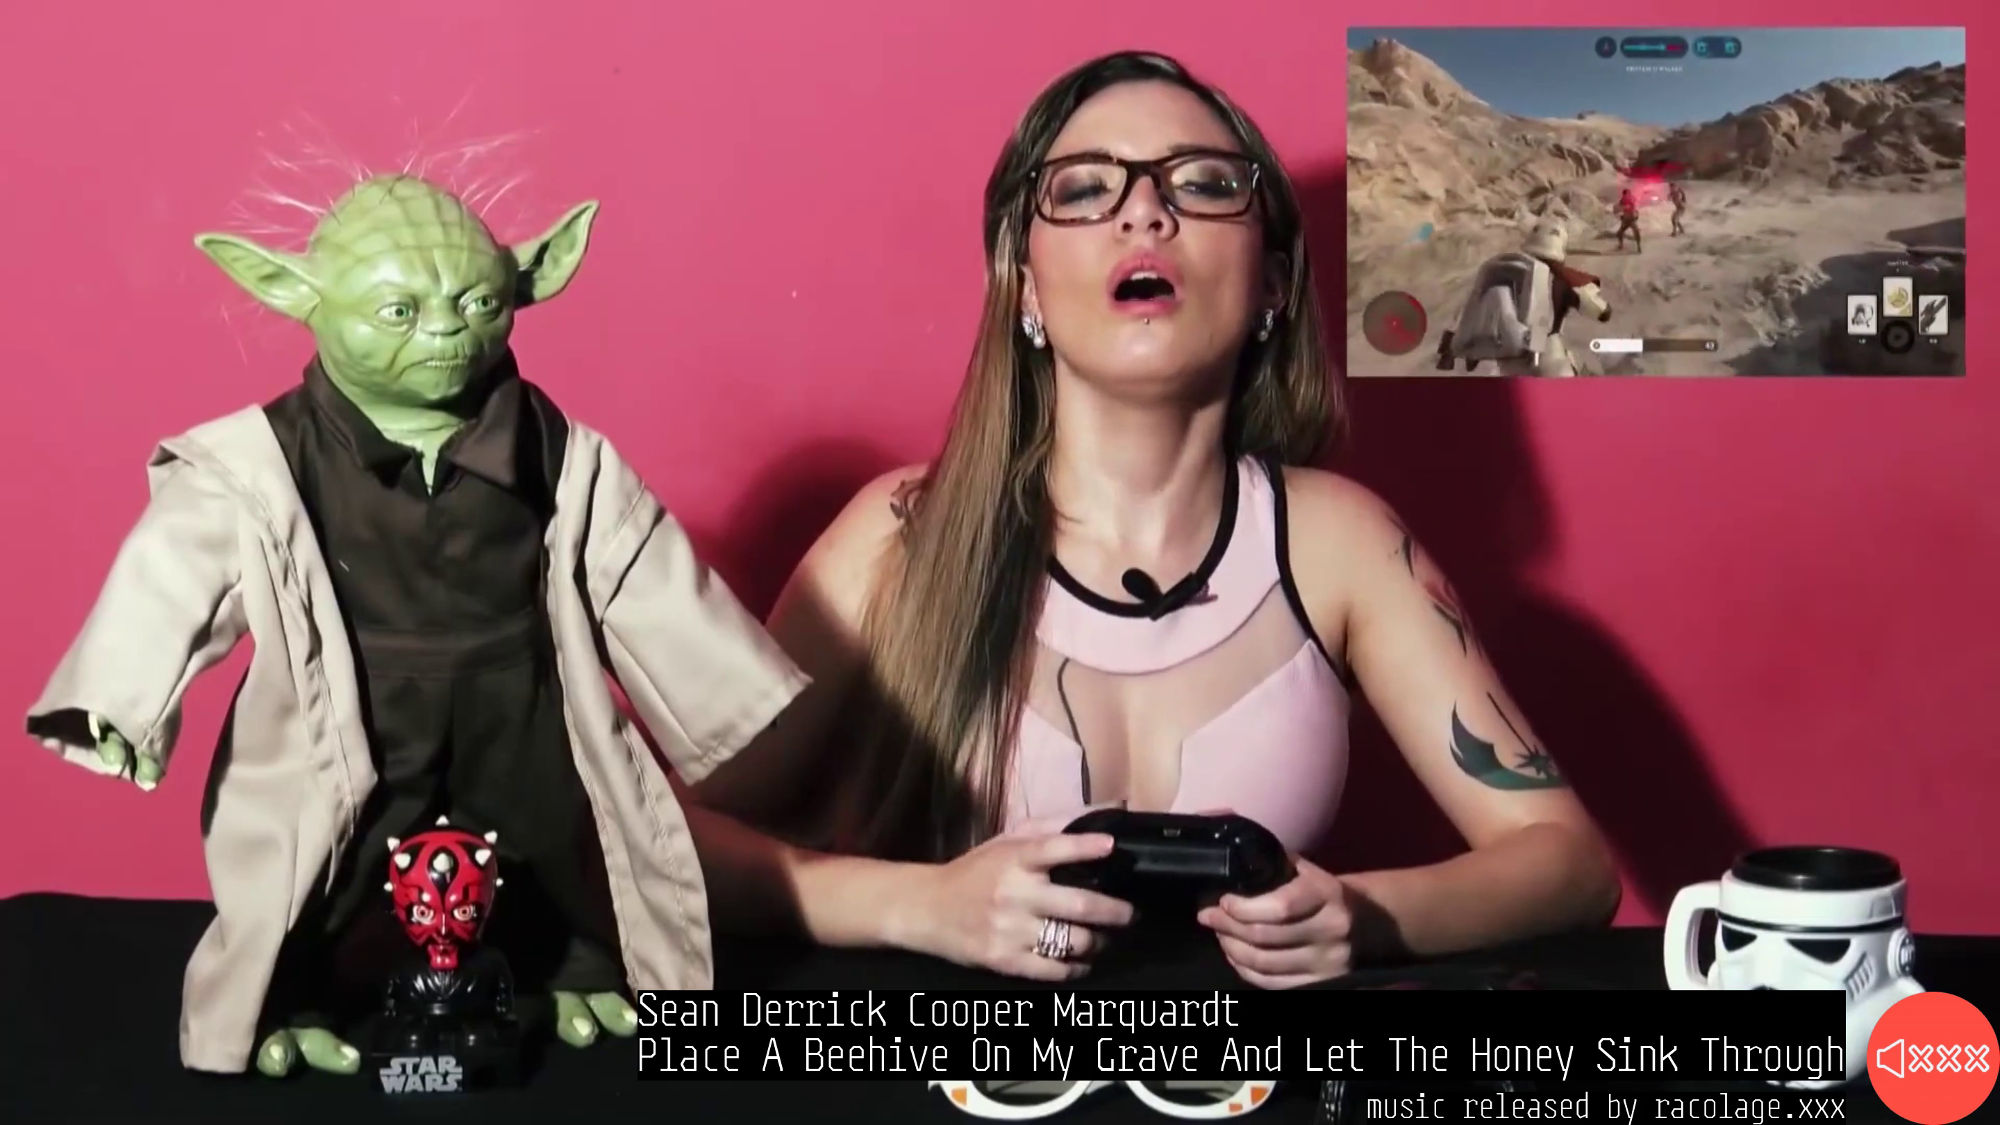 STAR
WARS
Sean Derrick Cooper Marquardt
Place A Beehive On My Grave And Let The Honey Sink Through
music released by racolage.xxx
xxx